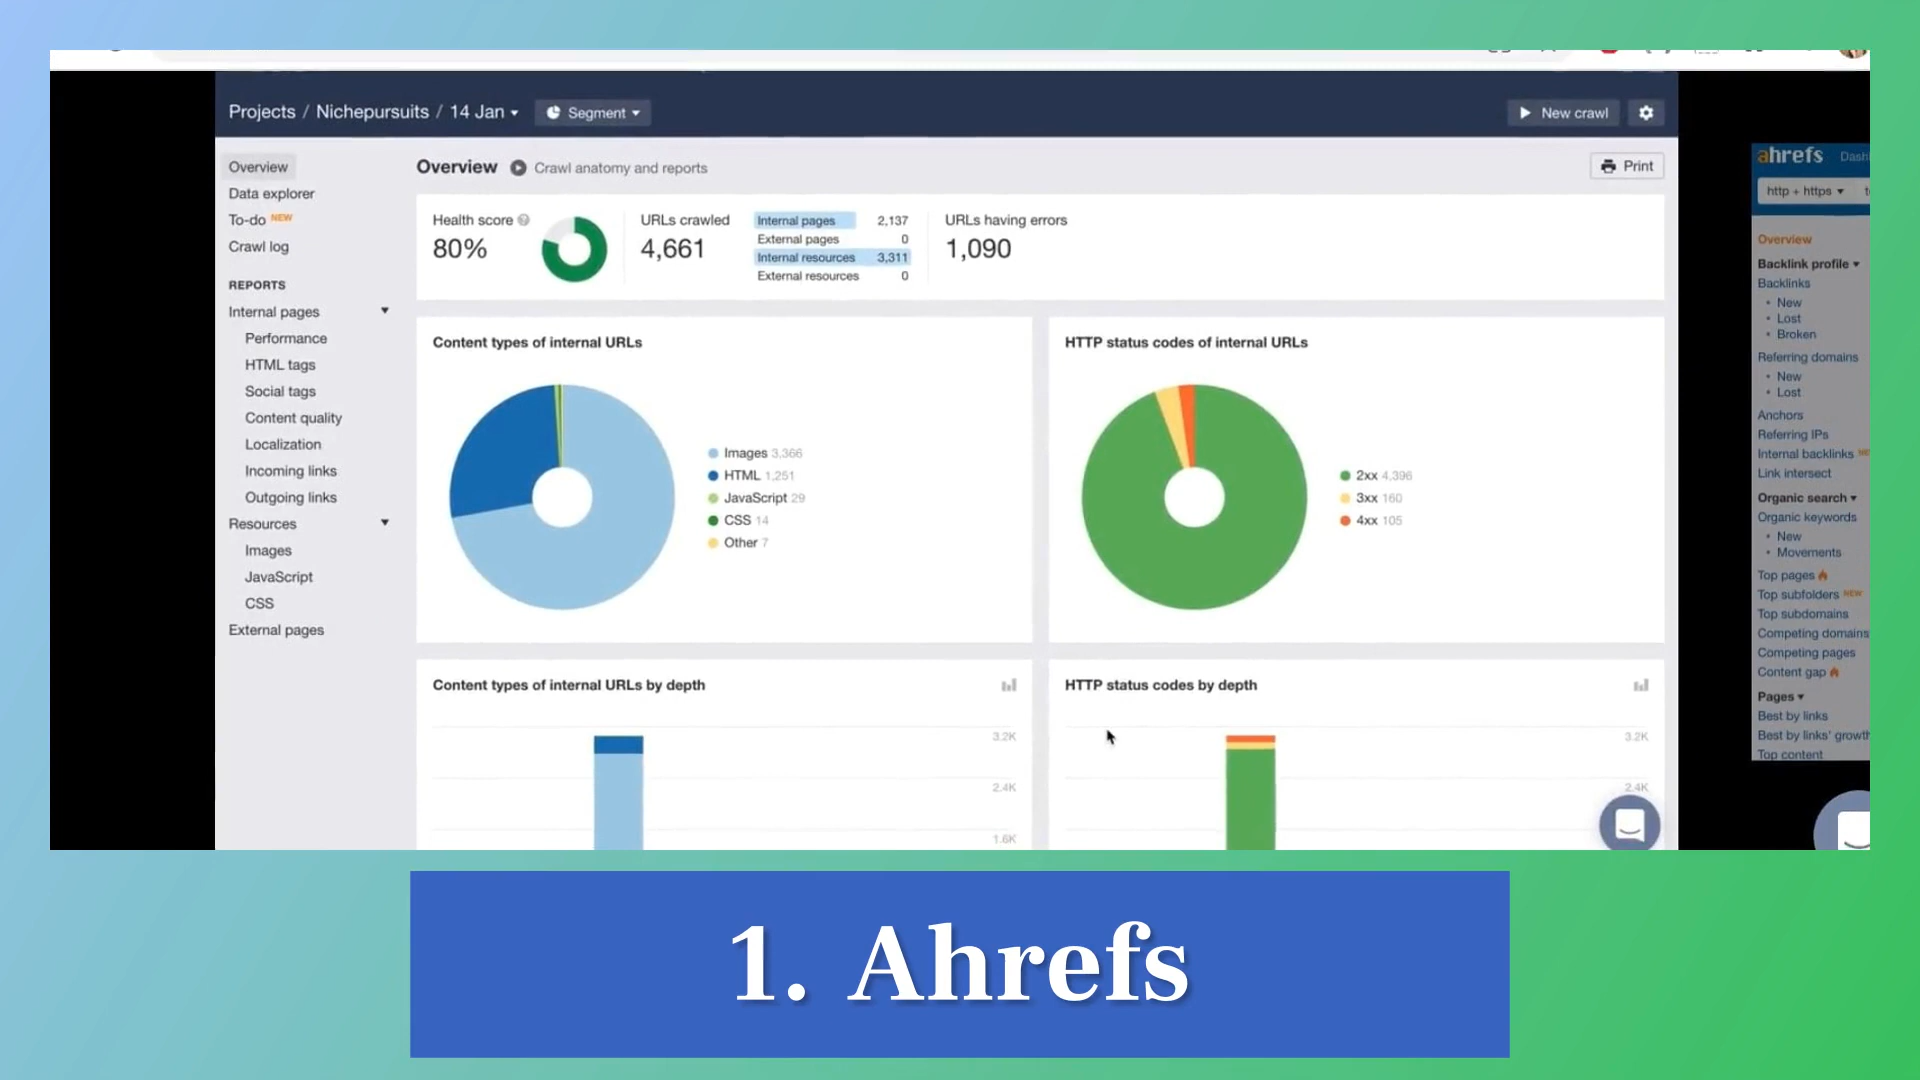 Projects / Nichepursuits / 14 Jan
Segment
New crawl
Overview
Data explorer
To-do NEW
Crawl log
REPORTS
Internal pages
Performance
HTML tags
Social tags
Content quality
Localization
Incoming links
Outgoing links
Resources
Images
JavaScript
CSS
External pages
Overview
Crawl anatomy and reports
Print
Health score
80%
URLs crawled
4,661
Internal pages 2,137
External pages 0
Internal resources 3,311
External resources 0
URLs having errors
1,090
Content types of internal URLs
Images 3,366
HTML 1,251
JavaScript 29
CSS 14
Other 7
HTTP status codes of internal URLs
2xx 4,396
3xx 160
4xx 105
Content types of internal URLs by depth
3.2K
2.4K
1.6K
HTTP status codes by depth
3.2K
2.4K
ahrefs Dash
http + https
Overview
Backlink profile
Backlinks
• New
• Lost
• Broken
Referring domains
• New
• Lost
Anchors
Referring IPs
Internal backlinks
Link intersect
Organic search
Organic keywords
• New
• Movements
Top pages
Top subfolders NEW
Top subdomains
Competing domains
Competing pages
Content gap
Pages
Best by links
Best by links' growth
Top content
1. Ahrefs